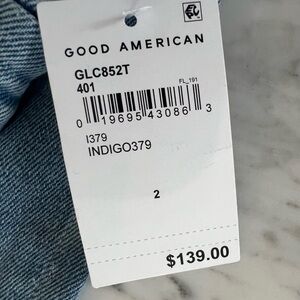 GOOD AMERICAN
GLC852T
401
FL_191
0 19695 43086 3
I379
INDIGO379
2
$139.00